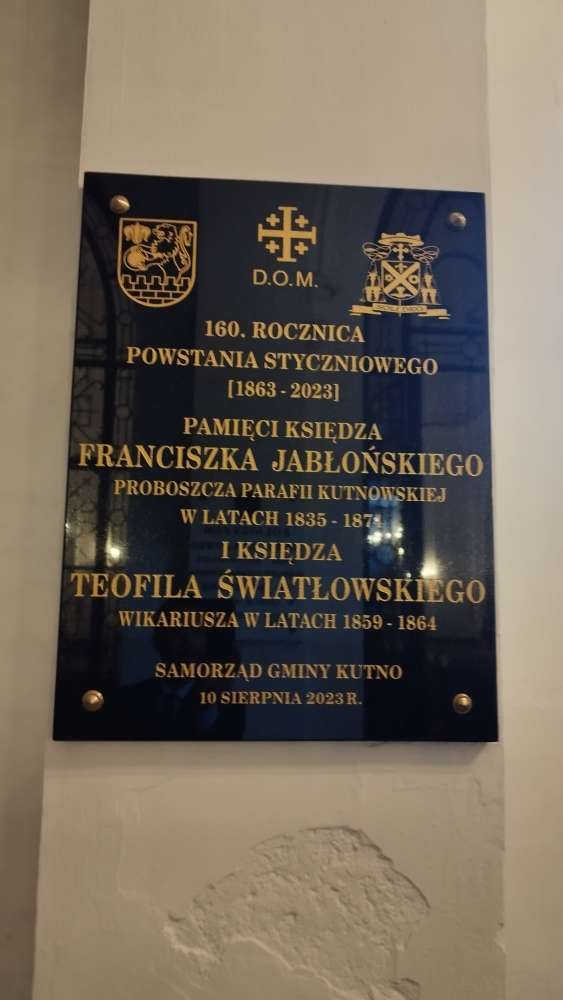 D.O.M.
160. ROCZNICA
POWSTANIA STYCZNIOWEGO
[1863 - 2023]
PAMIĘCI KSIĘDZA
FRANCISZKA JABŁOŃSKIEGO
PROBOSZCZA PARAFII KUTNOWSKIEJ
W LATACH 1835 -
I KSIĘDZA
TEOFILA ŚWIATŁOWSKIEGO
WIKARIUSZA W LATACH 1859 - 1864
SAMORZĄD GMINY KUTNO
10 SIERPNIA 2023 R.